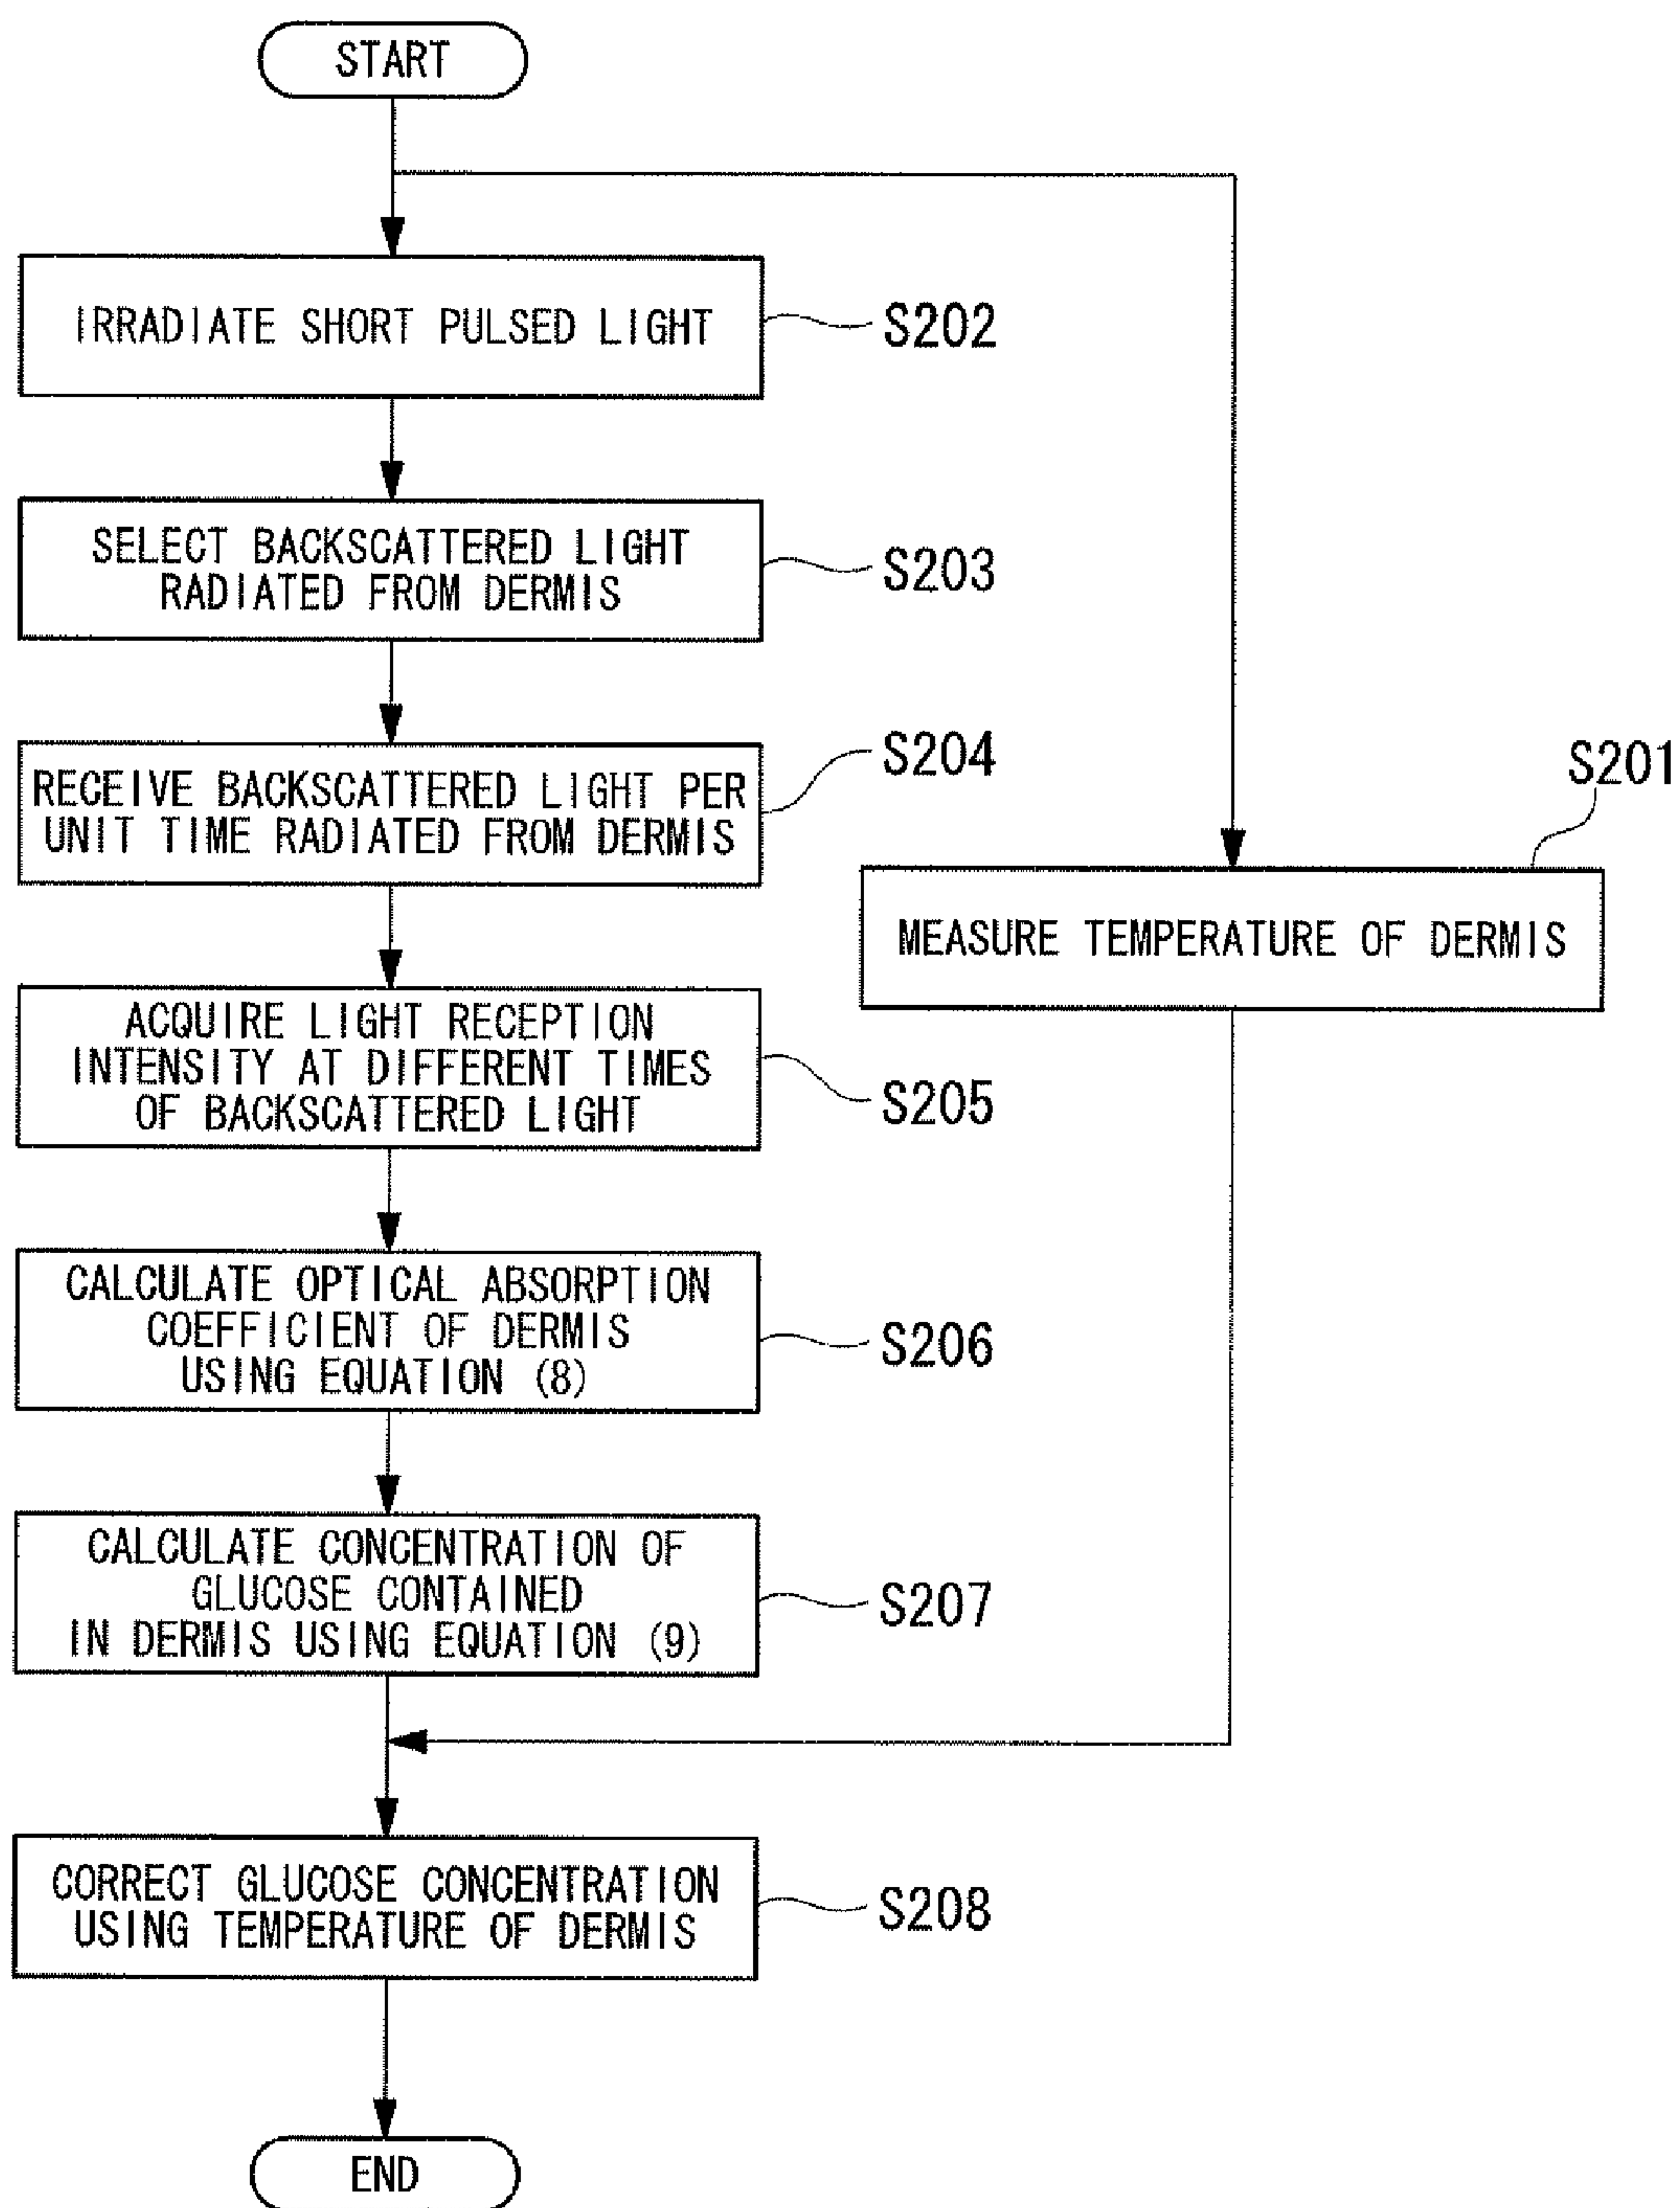 START
IRRADIATE SHORT PULSED LIGHT
S202
SELECT BACKSCATTERED LIGHT
RADIATED FROM DERMIS
S203
RECEIVE BACKSCATTERED LIGHT PER
UNIT TIME RADIATED FROM DERMIS
S204
S201
MEASURE TEMPERATURE OF DERMIS
ACQUIRE LIGHT RECEPTION
INTENSITY AT DIFFERENT TIMES
OF BACKSCATTERED LIGHT
S205
CALCULATE OPTICAL ABSORPTION
COEFFICIENT OF DERMIS
USING EQUATION (8)
S206
CALCULATE CONCENTRATION OF
GLUCOSE CONTAINED
IN DERMIS USING EQUATION (9)
S207
CORRECT GLUCOSE CONCENTRATION
USING TEMPERATURE OF DERMIS
S208
END